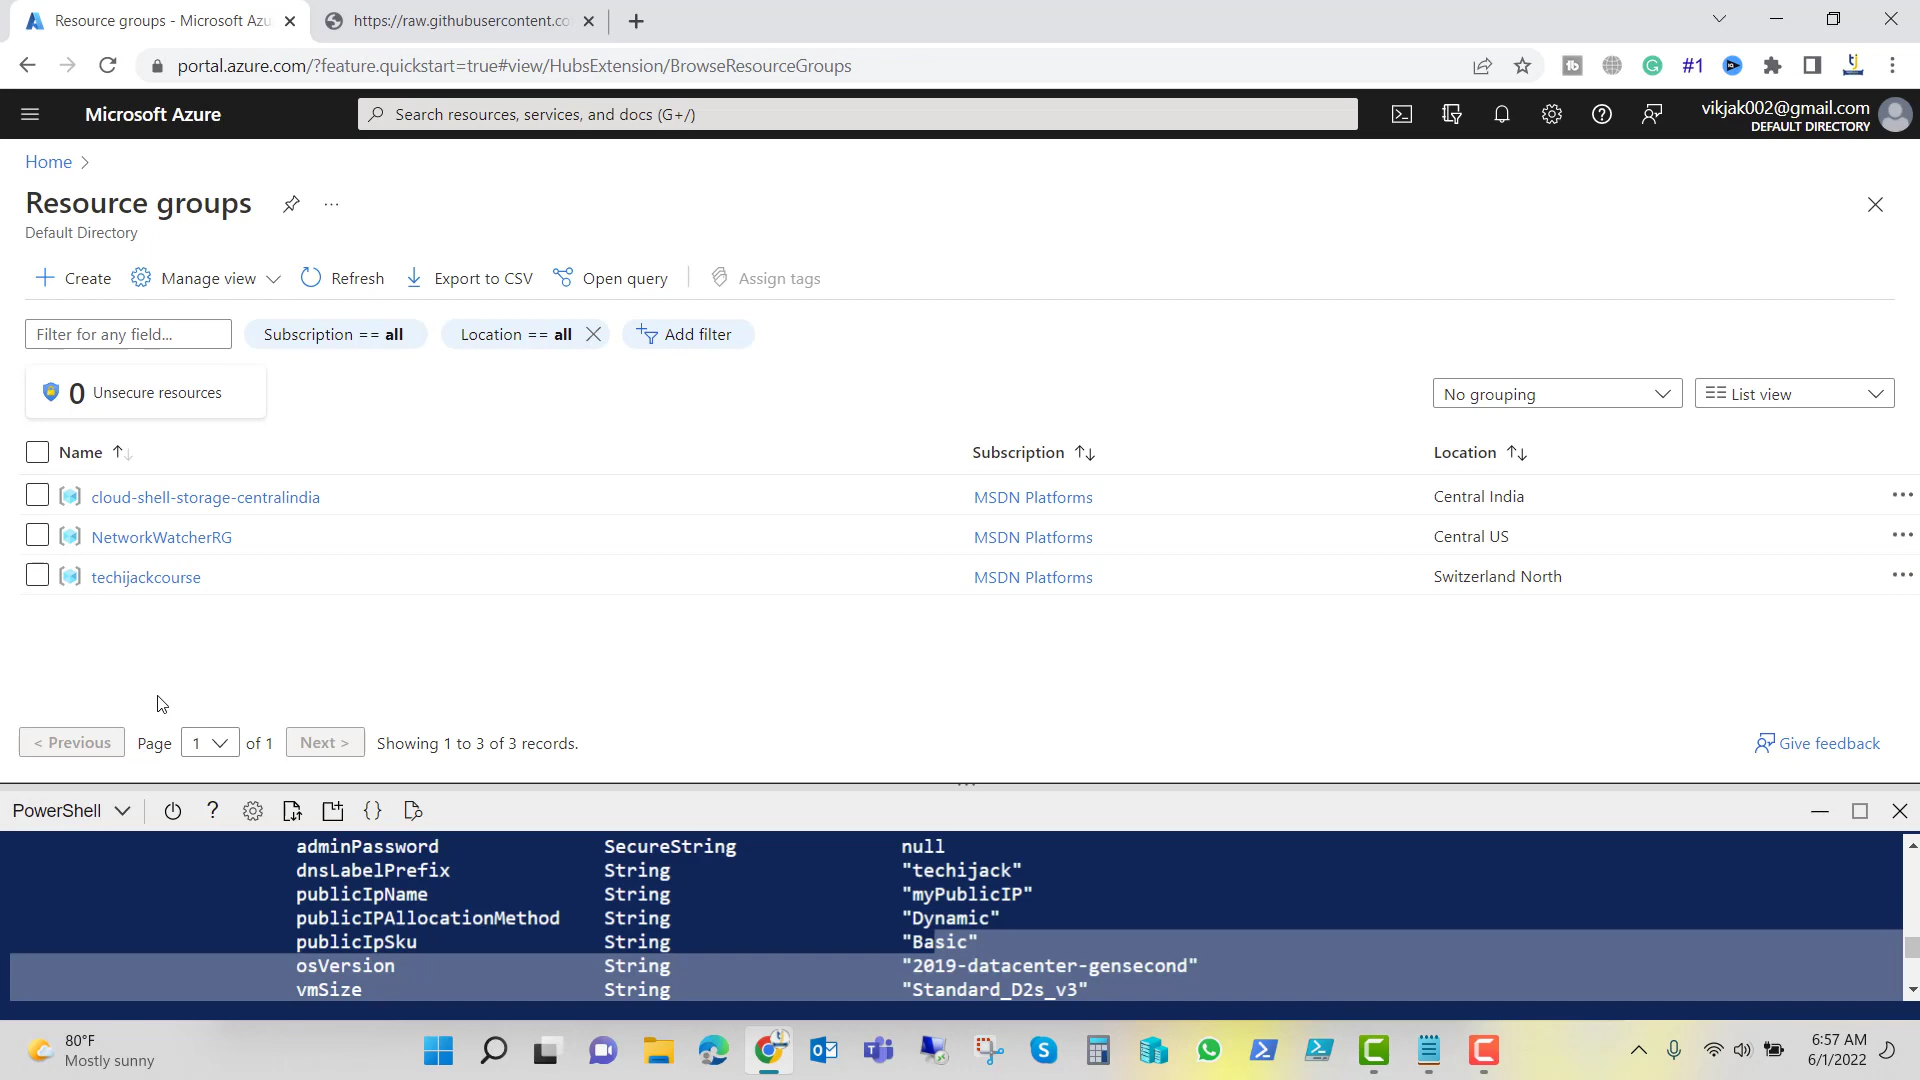 Resource groups - Microsoft Azu
https://raw.githubusercontent.co
portal.azure.com/?feature.quickstart=true#view/HubsExtension/BrowseResourceGroups
#1
Microsoft Azure
Search resources, services, and docs (G+/)
vikjak002@gmail.com
DEFAULT DIRECTORY
Home
Resource groups
Default Directory
Create
Manage view
Refresh
Export to CSV
Open query
Assign tags
Filter for any field...
Subscription == all
Location == all
Add filter
0 Unsecure resources
No grouping
List view
Name
Subscription
Location
cloud-shell-storage-centralindia
MSDN Platforms
Central India
NetworkWatcherRG
MSDN Platforms
Central US
techijackcourse
MSDN Platforms
Switzerland North
< Previous
Page
1
of 1
Next >
Showing 1 to 3 of 3 records.
Give feedback
PowerShell
adminPassword SecureString null
dnsLabelPrefix String "techijack"
publicIpName String "myPublicIP"
publicIPAllocationMethod String "Dynamic"
publicIpSku String "Basic"
osVersion String "2019-datacenter-gensecond"
vmSize String "Standard_D2s_v3"
80°F
Mostly sunny
6:57 AM
6/1/2022